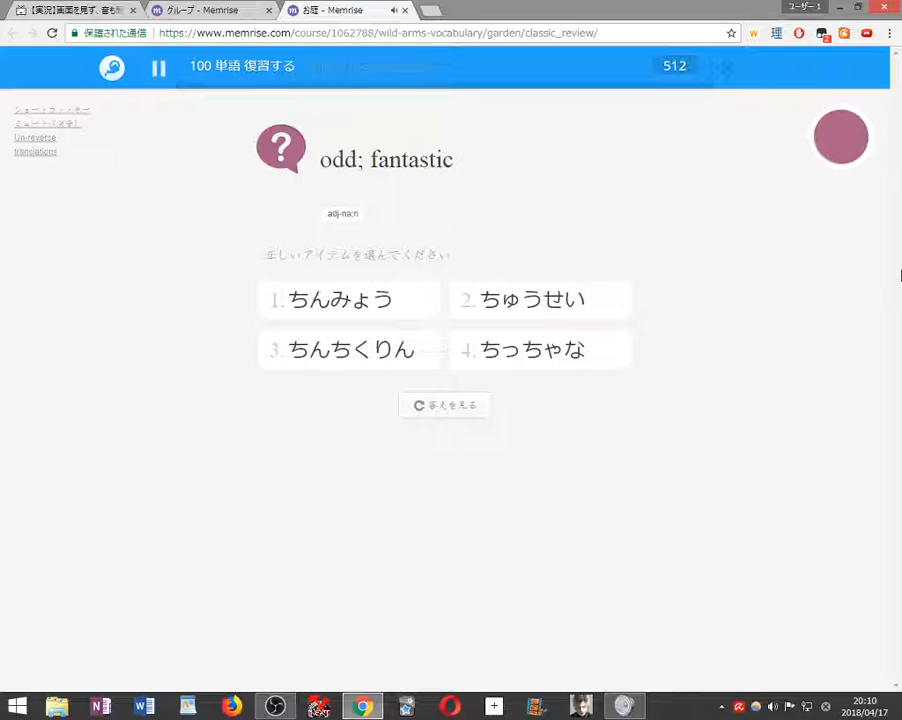 【実況】画面を見ず、音も聞
グループ - Memrise
お庭 - Memrise
ユーザー 1
保護された通信
https://www.memrise.com/course/1062788/wild-arms-vocabulary/garden/classic_review/
100 単語 復習する
512
Un-reverse
translations
?
odd; fantastic
adj-na;n
正しいアイテムを選んでください
1. ちんみょう
2. ちゅうせい
3. ちんちくりん
4. ちっちゃな
答えを見る
20:10
2018/04/17